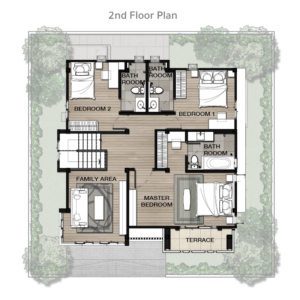 2nd Floor Plan
BATH
ROOM
BATH
ROOM
BEDROOM 2
BEDROOM 1
BATH
ROOM
FAMILY AREA
MASTER
BEDROOM
TERRACE